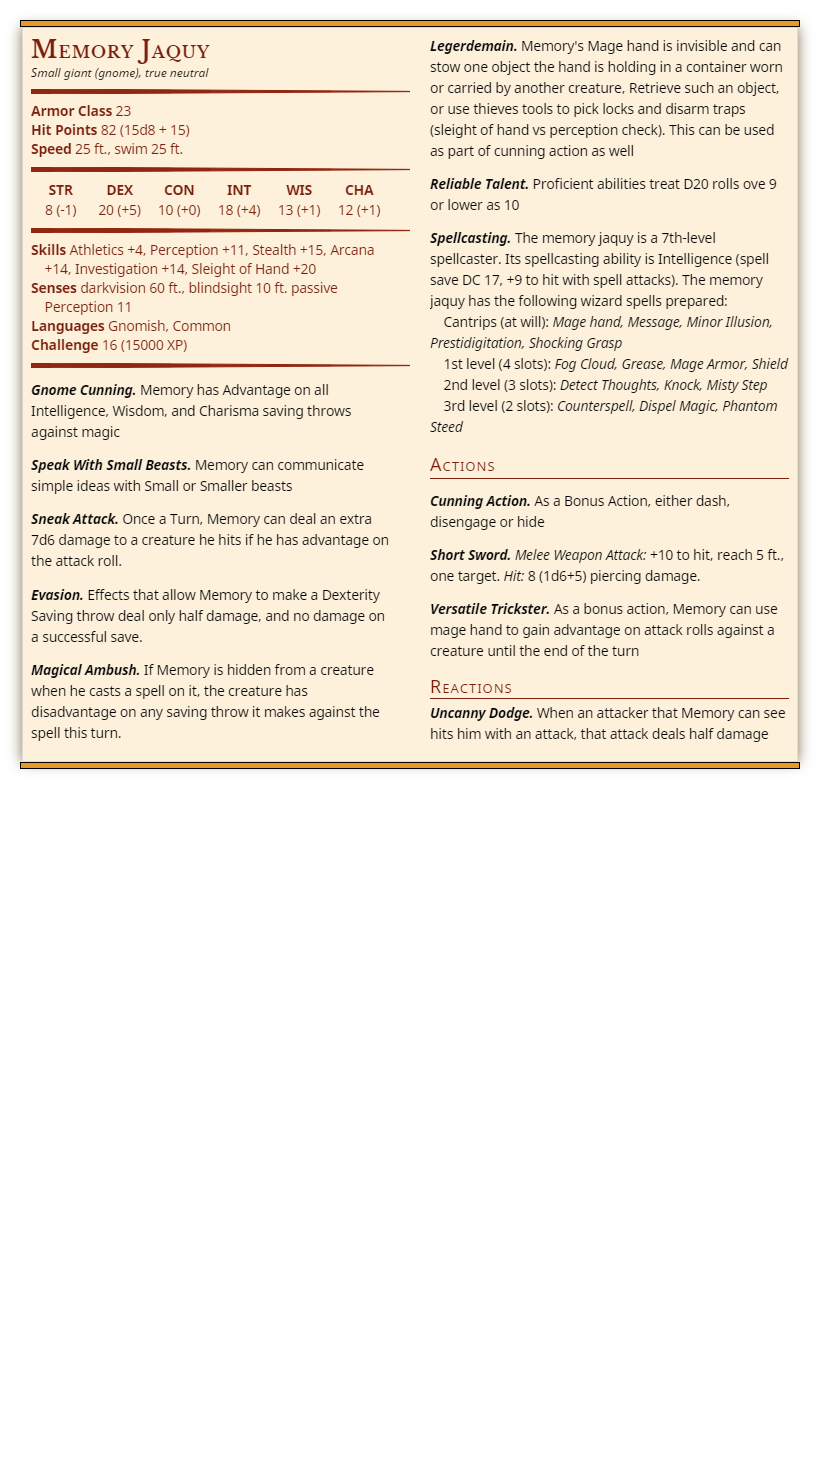 Memory Jaquy
Small giant (gnome), true neutral
Armor Class 23
Hit Points 82 (15d8 + 15)
Speed 25 ft., swim 25 ft.
STR DEX CON INT WIS CHA
8 (-1) 20 (+5) 10 (+0) 18 (+4) 13 (+1) 12 (+1)
Skills Athletics +4, Perception +11, Stealth +15, Arcana
+14, Investigation +14, Sleight of Hand +20
Senses darkvision 60 ft., blindsight 10 ft. passive
Perception 11
Languages Gnomish, Common
Challenge 16 (15000 XP)
Gnome Cunning. Memory has Advantage on all
Intelligence, Wisdom, and Charisma saving throws
against magic
Speak With Small Beasts. Memory can communicate
simple ideas with Small or Smaller beasts
Sneak Attack. Once a Turn, Memory can deal an extra
7d6 damage to a creature he hits if he has advantage on
the attack roll.
Evasion. Effects that allow Memory to make a Dexterity
Saving throw deal only half damage, and no damage on
a successful save.
Magical Ambush. If Memory is hidden from a creature
when he casts a spell on it, the creature has
disadvantage on any saving throw it makes against the
spell this turn.
Legerdemain. Memory's Mage hand is invisible and can
stow one object the hand is holding in a container worn
or carried by another creature, Retrieve such an object,
or use thieves tools to pick locks and disarm traps
(sleight of hand vs perception check). This can be used
as part of cunning action as well
Reliable Talent. Proficient abilities treat D20 rolls ove 9
or lower as 10
Spellcasting. The memory jaquy is a 7th-level
spellcaster. Its spellcasting ability is Intelligence (spell
save DC 17, +9 to hit with spell attacks). The memory
jaquy has the following wizard spells prepared:
Cantrips (at will): Mage hand, Message, Minor Illusion,
Prestidigitation, Shocking Grasp
1st level (4 slots): Fog Cloud, Grease, Mage Armor, Shield
2nd level (3 slots): Detect Thoughts, Knock, Misty Step
3rd level (2 slots): Counterspell, Dispel Magic, Phantom
Steed
Actions
Cunning Action. As a Bonus Action, either dash,
disengage or hide
Short Sword. Melee Weapon Attack: +10 to hit, reach 5 ft.,
one target. Hit: 8 (1d6+5) piercing damage.
Versatile Trickster. As a bonus action, Memory can use
mage hand to gain advantage on attack rolls against a
creature until the end of the turn
Reactions
Uncanny Dodge. When an attacker that Memory can see
hits him with an attack, that attack deals half damage